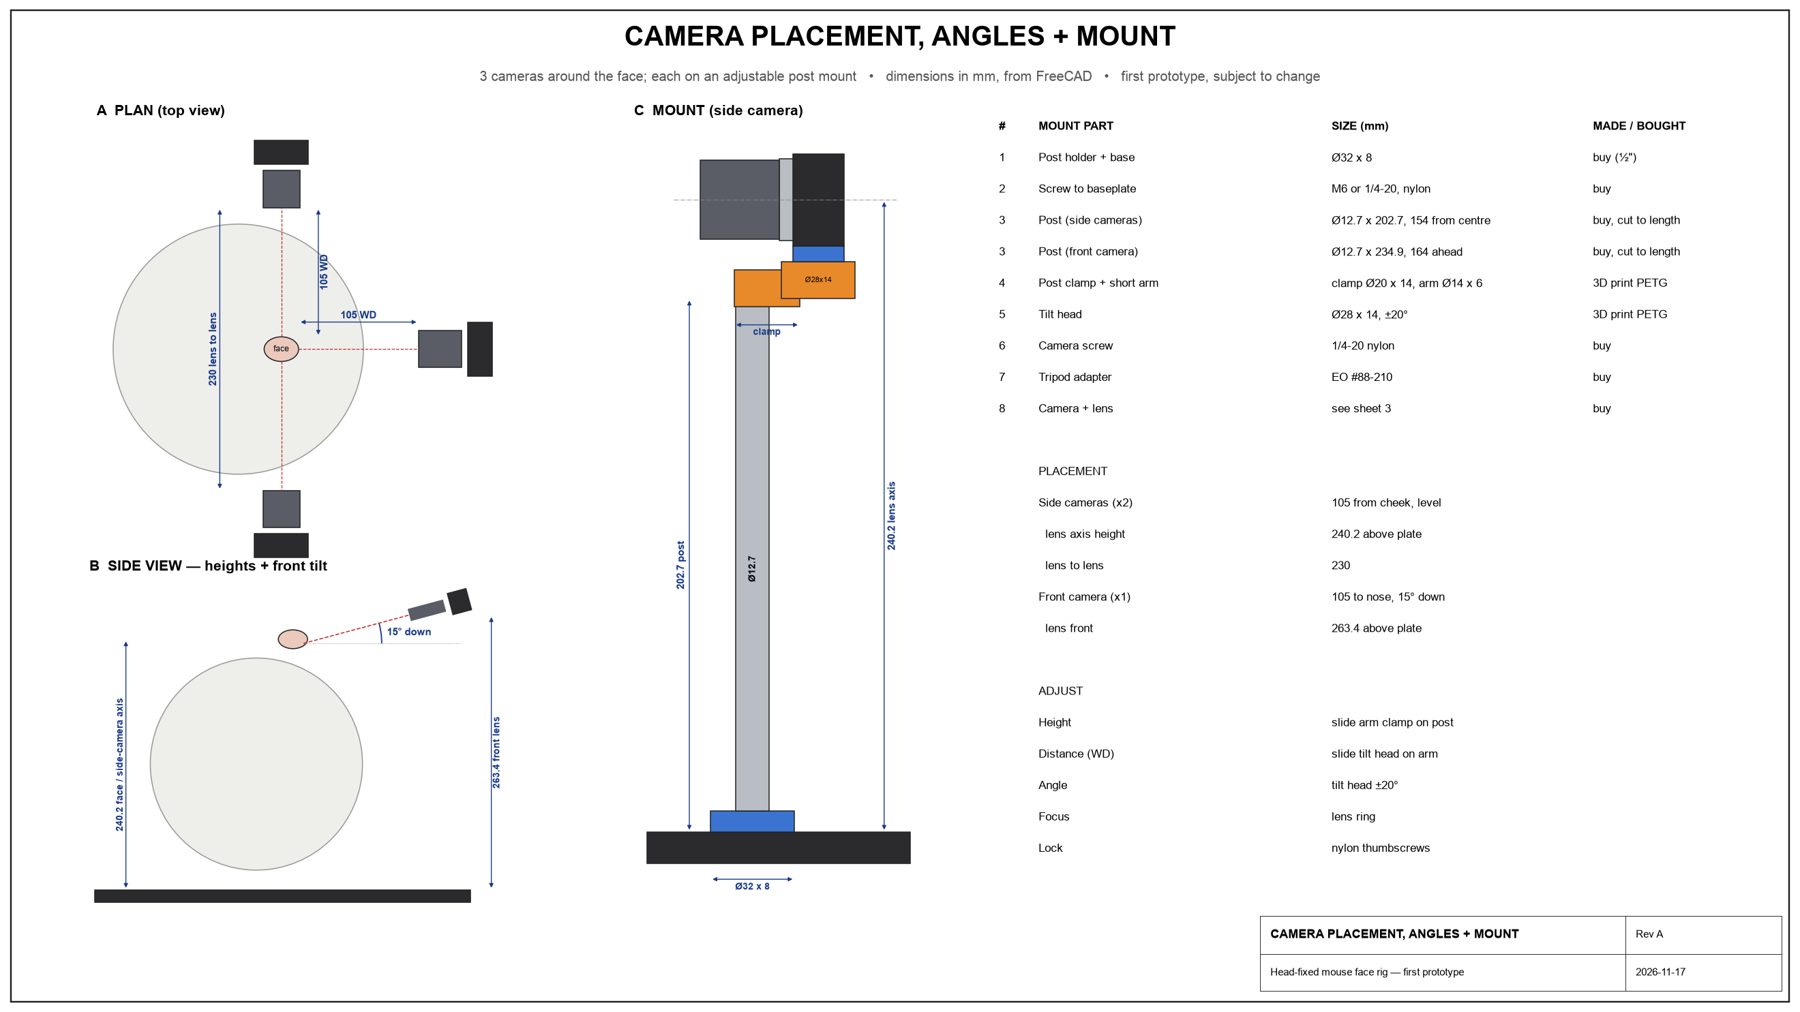 CAMERA PLACEMENT, ANGLES + MOUNT
3 cameras around the face; each on an adjustable post mount • dimensions in mm, from FreeCAD • first prototype, subject to change
A PLAN (top view)
105 WD
105 WD
230 lens to lens
face
B SIDE VIEW — heights + front tilt
15° down
240.2 face / side-camera axis
263.4 front lens
C MOUNT (side camera)
Ø28x14
clamp
240.2 lens axis
202.7 post
Ø12.7
Ø32 x 8
# MOUNT PART SIZE (mm) MADE / BOUGHT
1 Post holder + base Ø32 x 8 buy (½")
2 Screw to baseplate M6 or 1/4-20, nylon buy
3 Post (side cameras) Ø12.7 x 202.7, 154 from centre buy, cut to length
3 Post (front camera) Ø12.7 x 234.9, 164 ahead buy, cut to length
4 Post clamp + short arm clamp Ø20 x 14, arm Ø14 x 6 3D print PETG
5 Tilt head Ø28 x 14, ±20° 3D print PETG
6 Camera screw 1/4-20 nylon buy
7 Tripod adapter EO #88-210 buy
8 Camera + lens see sheet 3 buy
PLACEMENT
Side cameras (x2) 105 from cheek, level
lens axis height 240.2 above plate
lens to lens 230
Front camera (x1) 105 to nose, 15° down
lens front 263.4 above plate
ADJUST
Height slide arm clamp on post
Distance (WD) slide tilt head on arm
Angle tilt head ±20°
Focus lens ring
Lock nylon thumbscrews
CAMERA PLACEMENT, ANGLES + MOUNT Rev A
Head-fixed mouse face rig — first prototype 2026-11-17